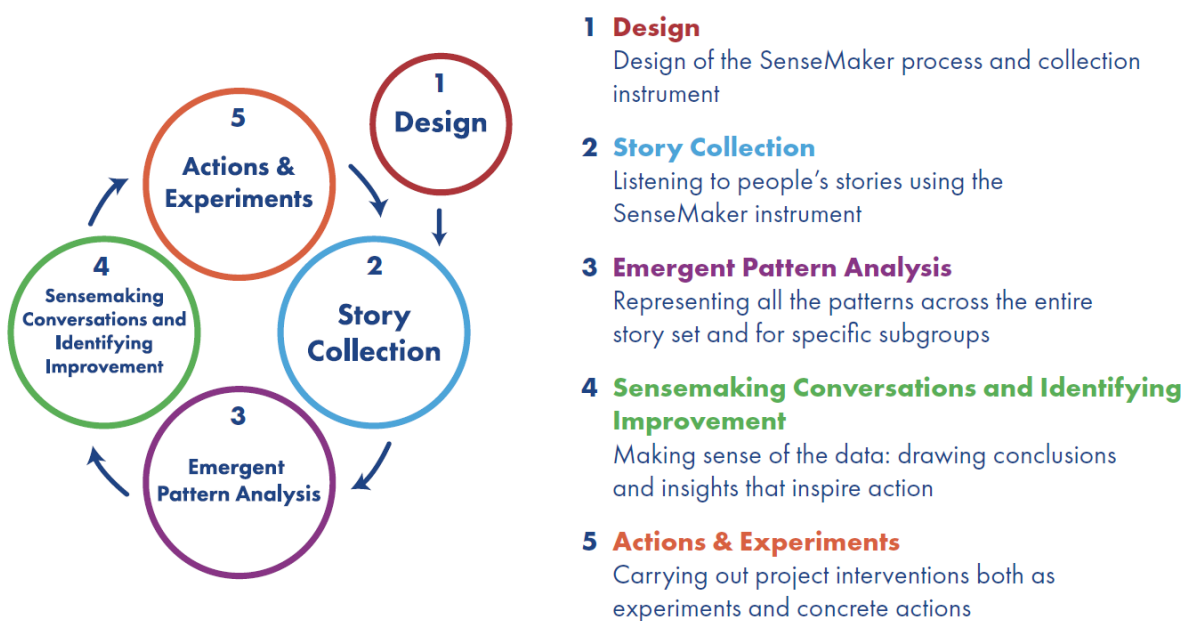 1
Design
5
Actions &
Experiments
2
Story
Collection
4
Sensemaking
Conversations and
Identifying
Improvement
3
Emergent
Pattern Analysis
1 Design
Design of the SenseMaker process and collection
instrument
2 Story Collection
Listening to people’s stories using the
SenseMaker instrument
3 Emergent Pattern Analysis
Representing all the patterns across the entire
story set and for specific subgroups
4 Sensemaking Conversations and Identifying
Improvement
Making sense of the data: drawing conclusions
and insights that inspire action
5 Actions & Experiments
Carrying out project interventions both as
experiments and concrete actions